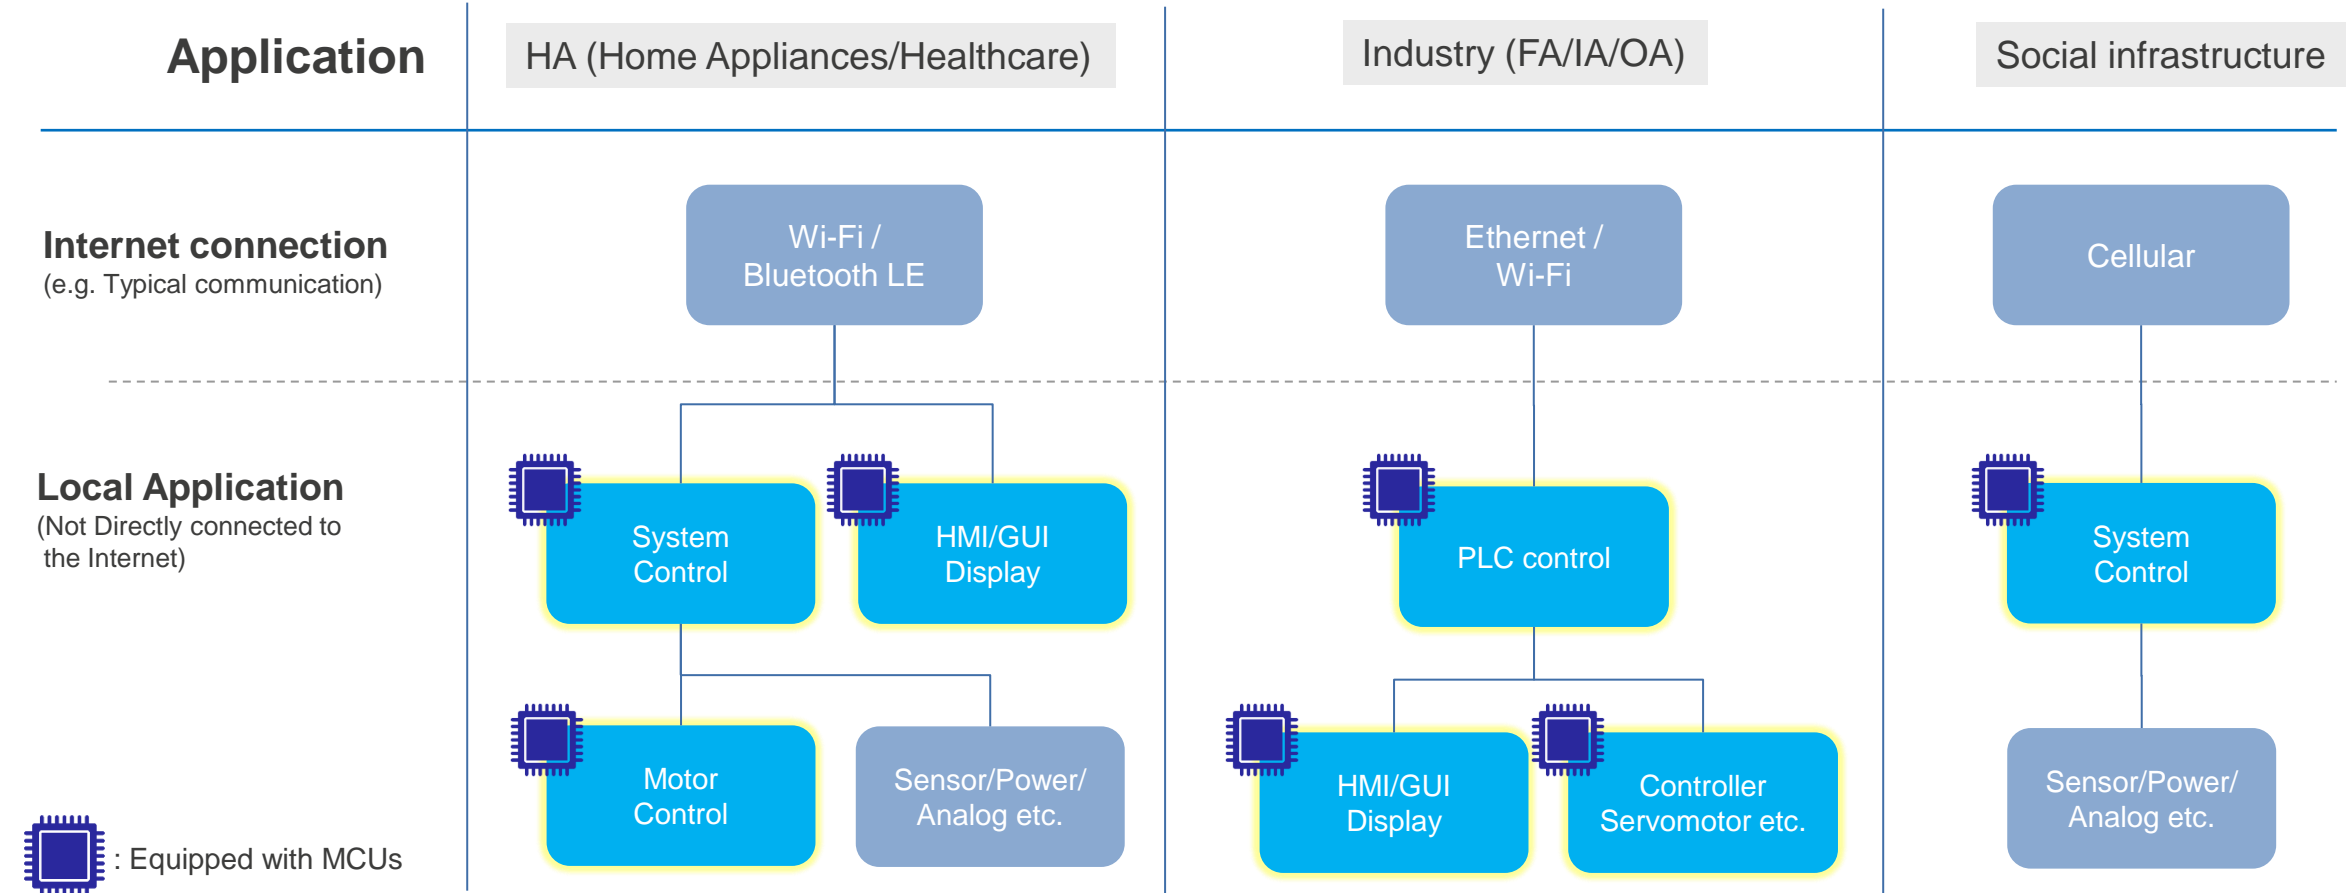 Application
HA (Home Appliances/Healthcare)
Industry (FA/IA/OA)
Social infrastructure
Internet connection
(e.g. Typical communication)
Wi-Fi /
Bluetooth LE
Ethernet /
Wi-Fi
Cellular
Local Application
(Not Directly connected to
the Internet)
System
Control
HMI/GUI
Display
PLC control
System
Control
Motor
Control
Sensor/Power/
Analog etc.
HMI/GUI
Display
Controller
Servomotor etc.
Sensor/Power/
Analog etc.
: Equipped with MCUs